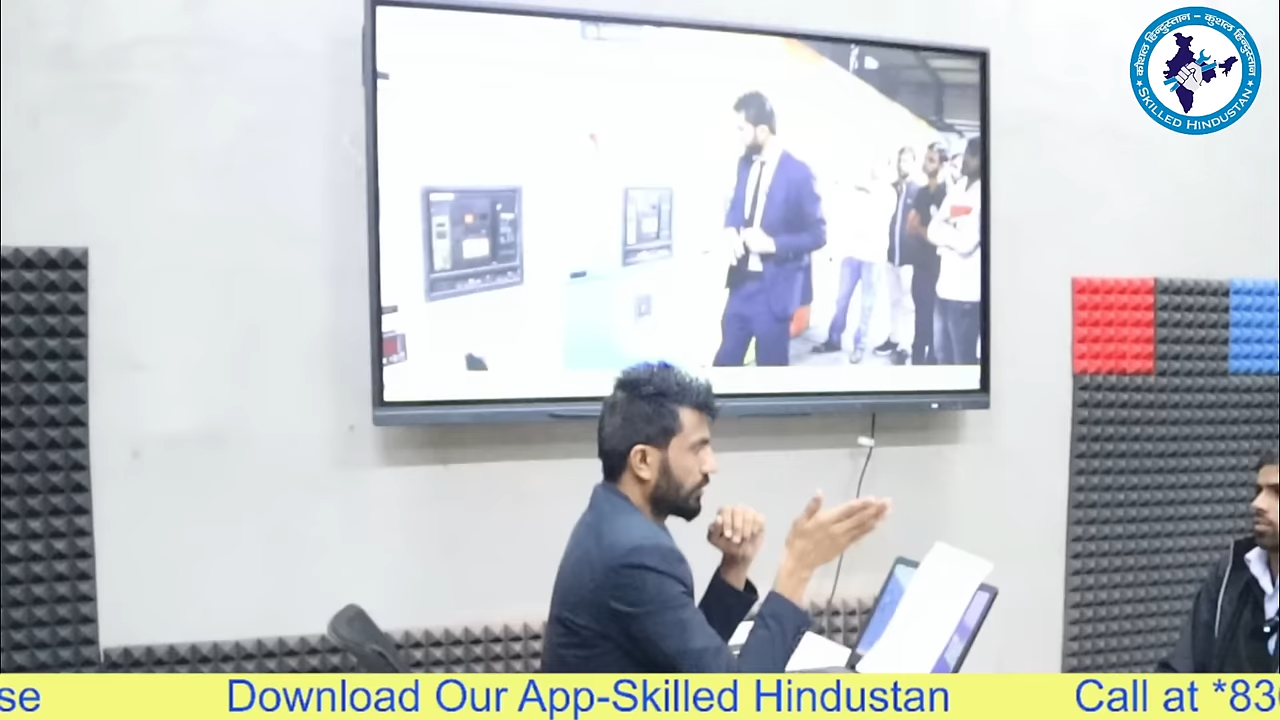 कौशल हिन्दुस्तान – कुशल हिन्दुस्तान
SKILLED HINDUSTAN
se Download Our App-Skilled Hindustan Call at *83